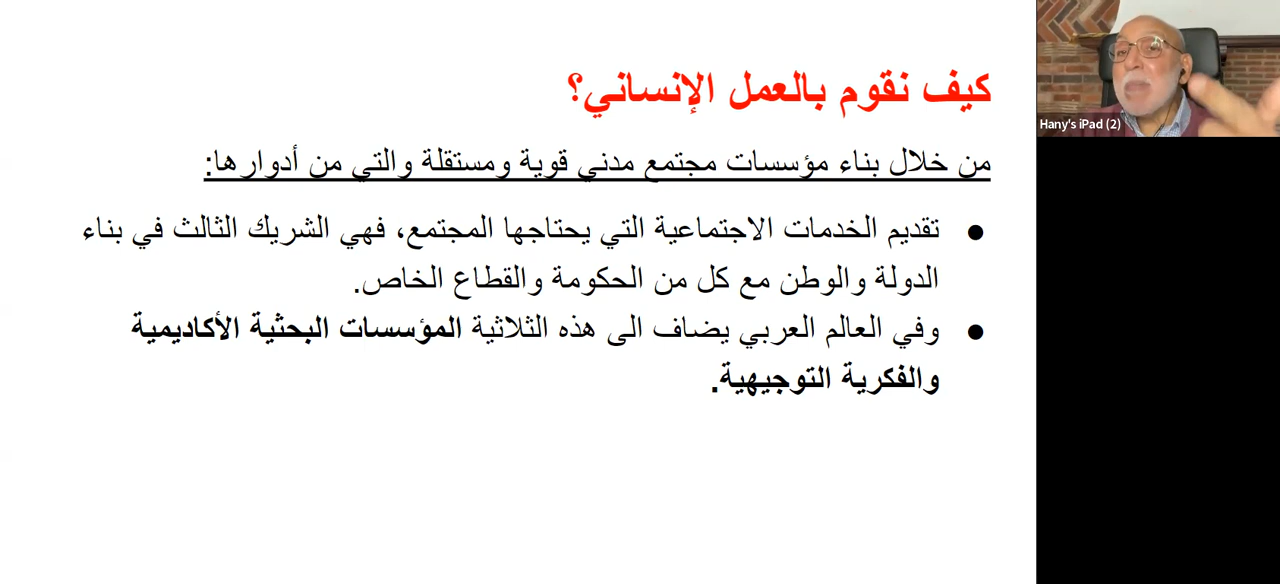 كيف نقوم بالعمل الإنساني؟
من خلال بناء مؤسسات مجتمع مدني قوية ومستقلة والتي من أدوارها:
● تقديم الخدمات الاجتماعية التي يحتاجها المجتمع، فهي الشريك الثالث في بناء
الدولة والوطن مع كل من الحكومة والقطاع الخاص.
● وفي العالم العربي يضاف الى هذه الثلاثية المؤسسات البحثية الأكاديمية
والفكرية التوجيهية.
Hany's iPad (2)